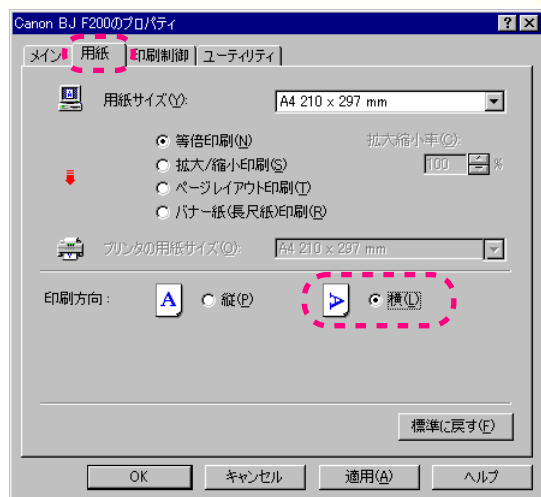 Canon BJ F200のプロパティ
メイン 用紙 印刷制御 ユーティリティ
用紙サイズ(Y): A4 210 x 297 mm
等倍印刷(N) 拡大縮小率(C):
拡大/縮小印刷(S) 100 %
ページレイアウト印刷(T)
バナー紙(長尺紙)印刷(R)
プリンタの用紙サイズ(O): A4 210 x 297 mm
印刷方向: A 縦(P) A 横(L)
標準に戻す(F)
OK キャンセル 適用(A) ヘルプ